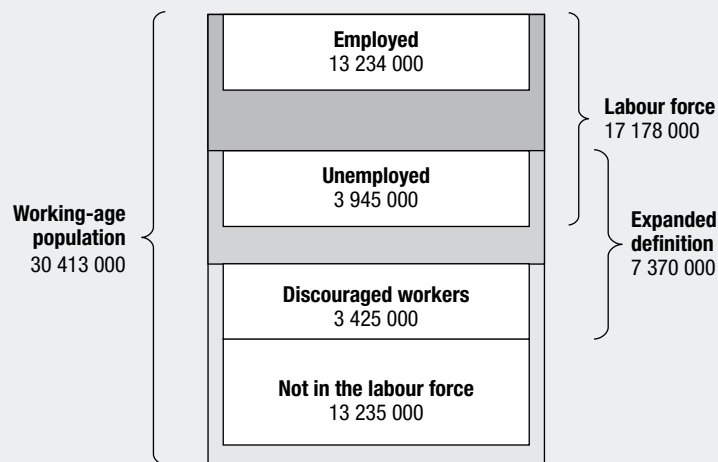 Employed
13 234 000
Labour force
17 178 000
Unemployed
3 945 000
Working-age
population
30 413 000
Expanded
definition
7 370 000
Discouraged workers
3 425 000
Not in the labour force
13 235 000